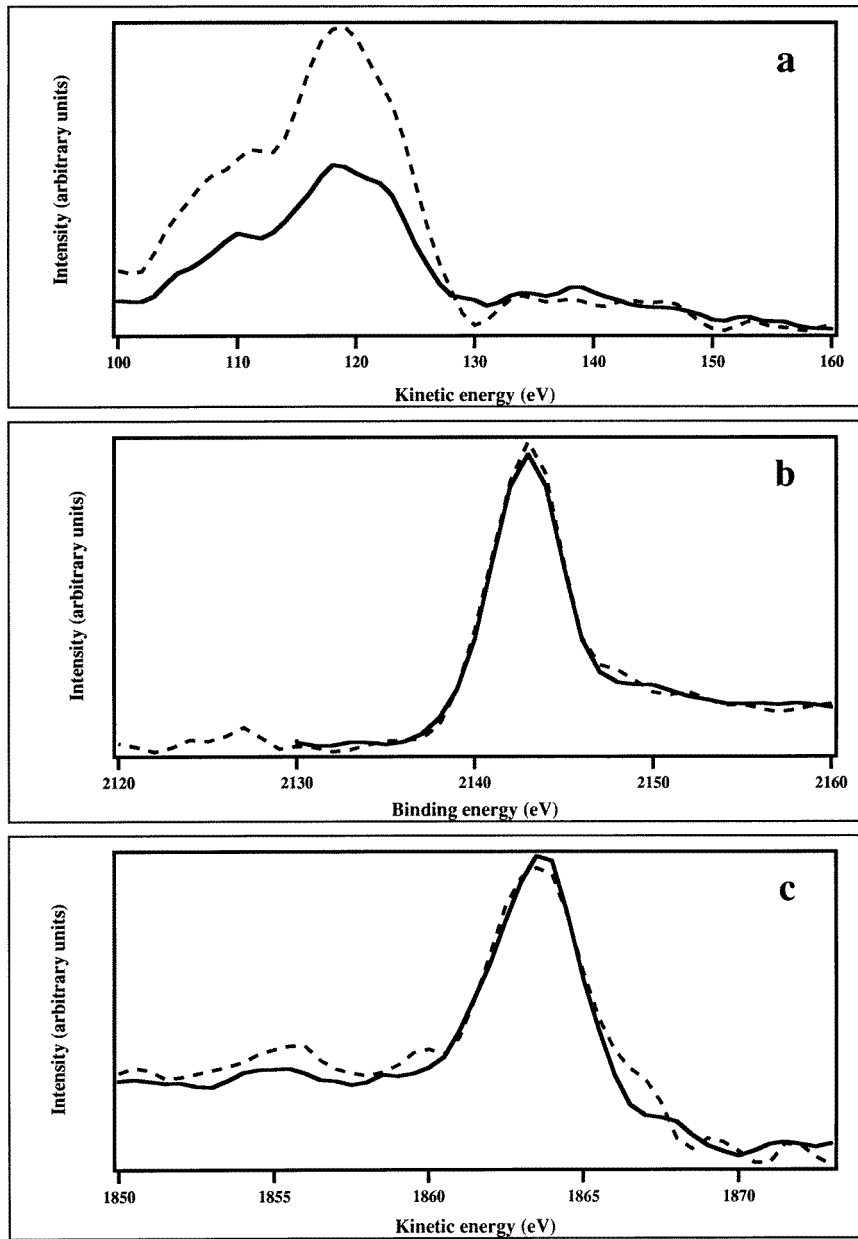 a
Intensity (arbitrary units)
100 110 120 130 140 150 160
Kinetic energy (eV)
b
Intensity (arbitrary units)
2120 2130 2140 2150 2160
Binding energy (eV)
c
Intensity (arbitrary units)
1850 1855 1860 1865 1870
Kinetic energy (eV)